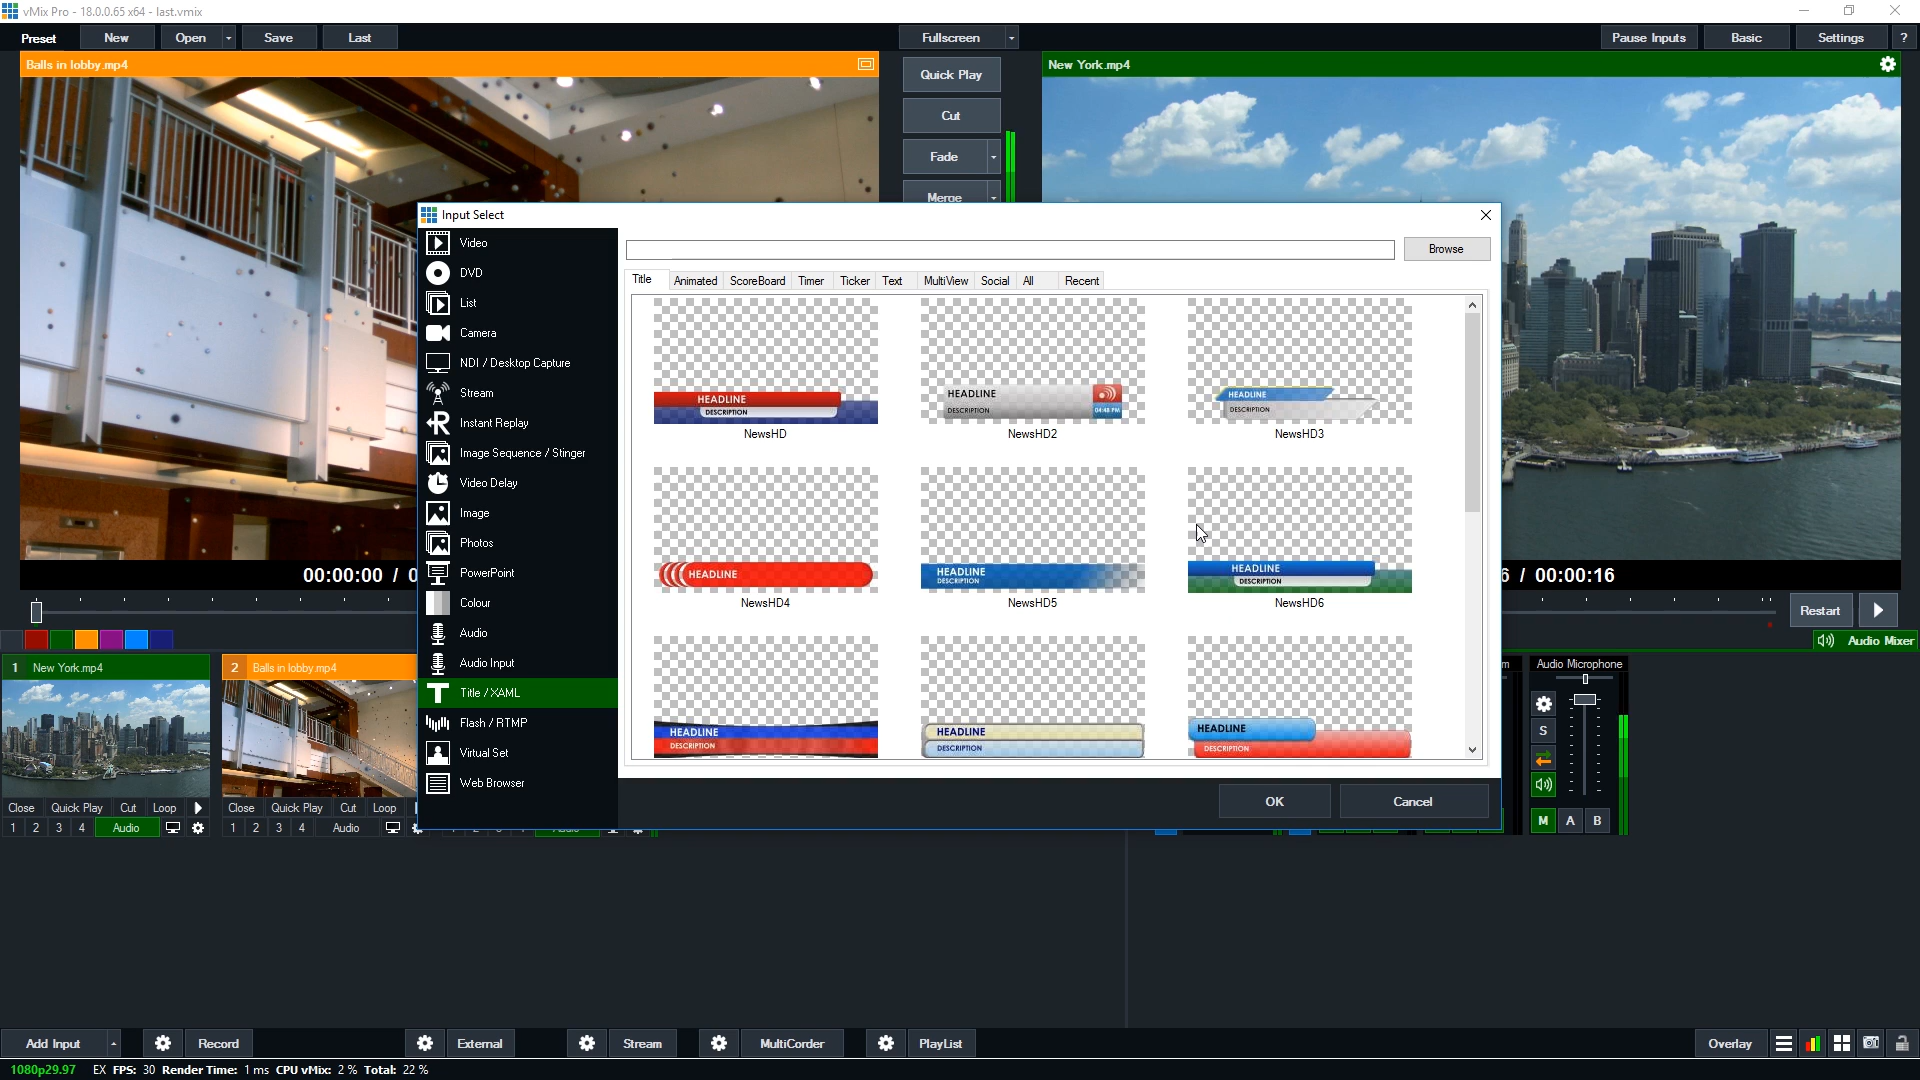 vMix Pro - 18.0.0.65 x64 - last.vmix
Preset
New
Open
Save
Last
Fullscreen
Pause Inputs
Basic
Settings
?
Balls in lobby.mp4
Quick Play
Cut
Fade
Merge
New York.mp4
Input Select
Video
DVD
List
Camera
NDI / Desktop Capture
Stream
Instant Replay
Image Sequence / Stinger
Video Delay
Image
Photos
PowerPoint
Colour
Audio
Audio Input
Title / XAML
Flash / RTMP
Virtual Set
Web Browser
Browse
Title
Animated
ScoreBoard
Timer
Ticker
Text
MultiView
Social
All
Recent
HEADLINE
DESCRIPTION
NewsHD
HEADLINE
DESCRIPTION
04:48 PM
NewsHD2
HEADLINE
DESCRIPTION
NewsHD3
HEADLINE
NewsHD4
HEADLINE
DESCRIPTION
NewsHD5
HEADLINE
DESCRIPTION
NewsHD6
HEADLINE
DESCRIPTION
HEADLINE
DESCRIPTION
HEADLINE
DESCRIPTION
OK
Cancel
00:00:00 / 0
6 / 00:00:16
Restart
Audio Mixer
1 New York.mp4
Close
Quick Play
Cut
Loop
1 2 3 4
Audio
2 Balls in lobby.mp4
Close
Quick Play
Cut
Loop
1 2 3 4
Audio
m
Audio Microphone
S
M A B
Add Input
Record
External
Stream
MultiCorder
PlayList
Overlay
1080p29.97 EX FPS: 30 Render Time: 1 ms CPU vMix: 2 % Total: 22 %